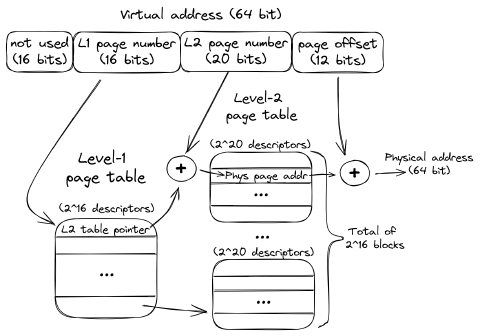 Virtual address (64 bit)
not used
(16 bits)
L1 page number
(16 bits)
L2 page number
(20 bits)
page offset
(12 bits)
Level-2
page table
(2^20 descriptors)
Level-1
page table
+
Phys page addr
+
Physical address
(64 bit)
...
(2^16 descriptors)
L2 table pointer
...
...
(2^20 descriptors)
...
Total of
2^16 blocks